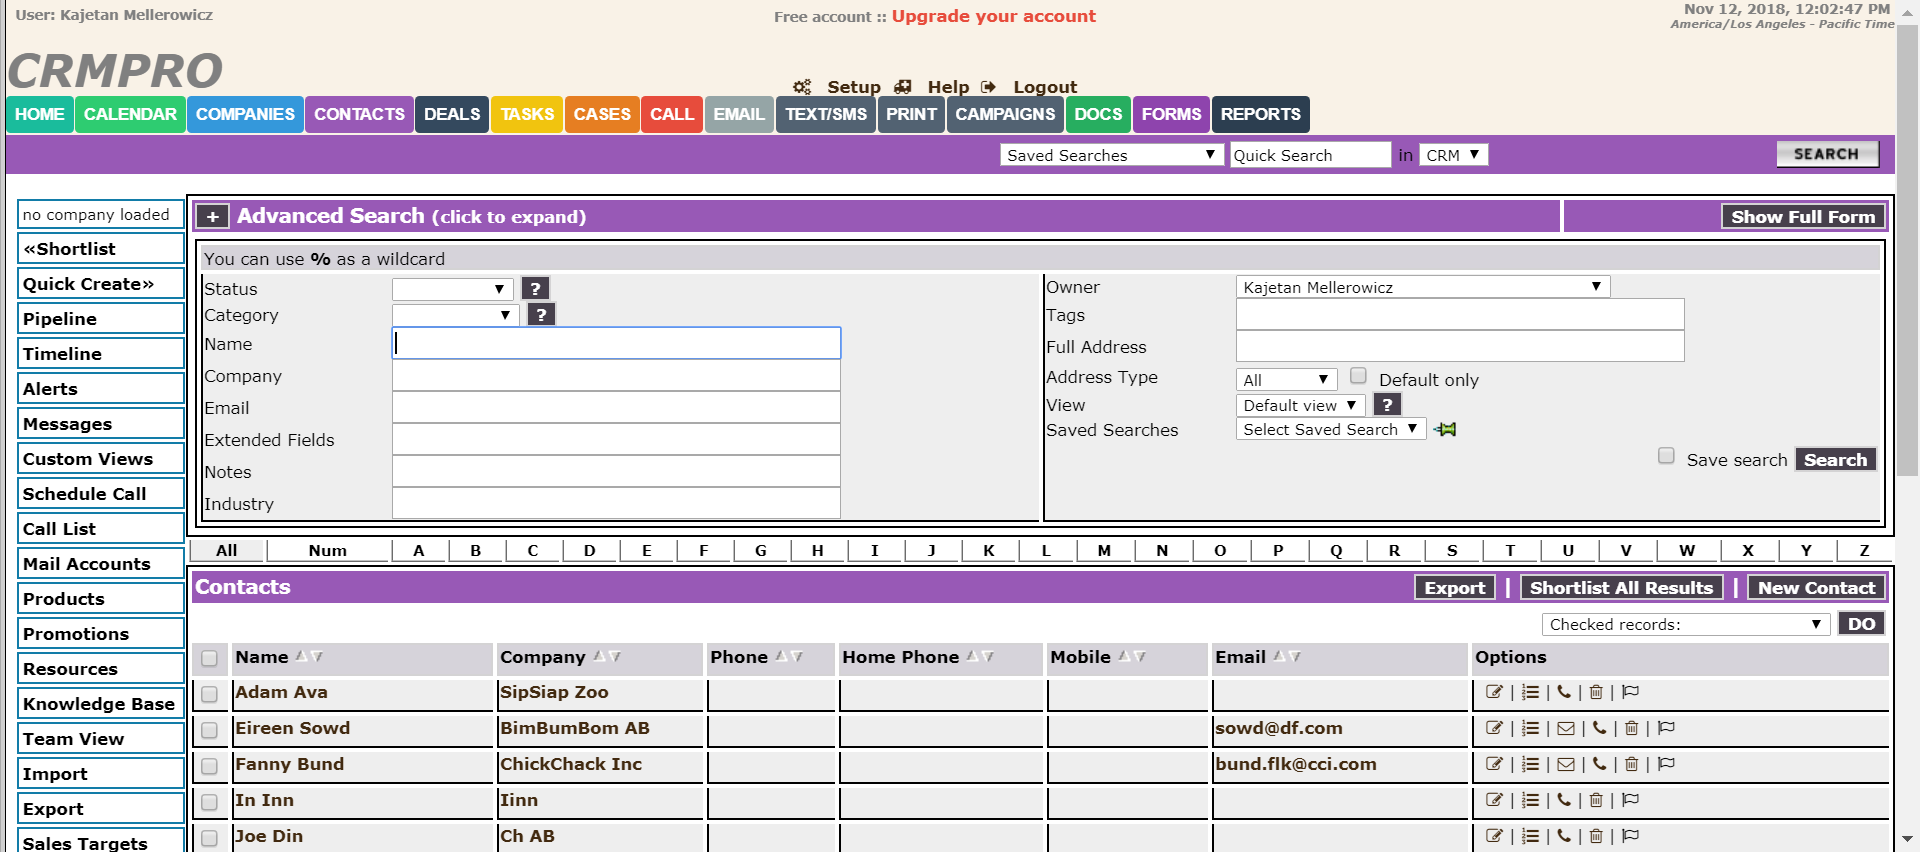 User: Kajetan Mellerowicz
Free account :: Upgrade your account
Nov 12, 2018, 12:02:47 PM
America/Los Angeles - Pacific Time
CRMPRO
Setup Help Logout
HOME CALENDAR COMPANIES CONTACTS DEALS TASKS CASES CALL EMAIL TEXT/SMS PRINT CAMPAIGNS DOCS FORMS REPORTS
Saved Searches Quick Search in CRM SEARCH
no company loaded
«Shortlist
Quick Create»
Pipeline
Timeline
Alerts
Messages
Custom Views
Schedule Call
Call List
Mail Accounts
Products
Promotions
Resources
Knowledge Base
Team View
Import
Export
Sales Targets
+ Advanced Search (click to expand) Show Full Form
You can use % as a wildcard
Status ?
Category ?
Name
Company
Email
Extended Fields
Notes
Industry
Owner Kajetan Mellerowicz
Tags
Full Address
Address Type All Default only
View Default view ?
Saved Searches Select Saved Search
Save search Search
All Num A B C D E F G H I J K L M N O P Q R S T U V W X Y Z
Contacts Export | Shortlist All Results | New Contact
Checked records: DO
Name Company Phone Home Phone Mobile Email Options
Adam Ava SipSiap Zoo | | | |
Eireen Sowd BimBumBom AB sowd@df.com | | | | |
Fanny Bund ChickChack Inc bund.flk@cci.com | | | | |
In Inn Iinn | | | |
Joe Din Ch AB | | | |